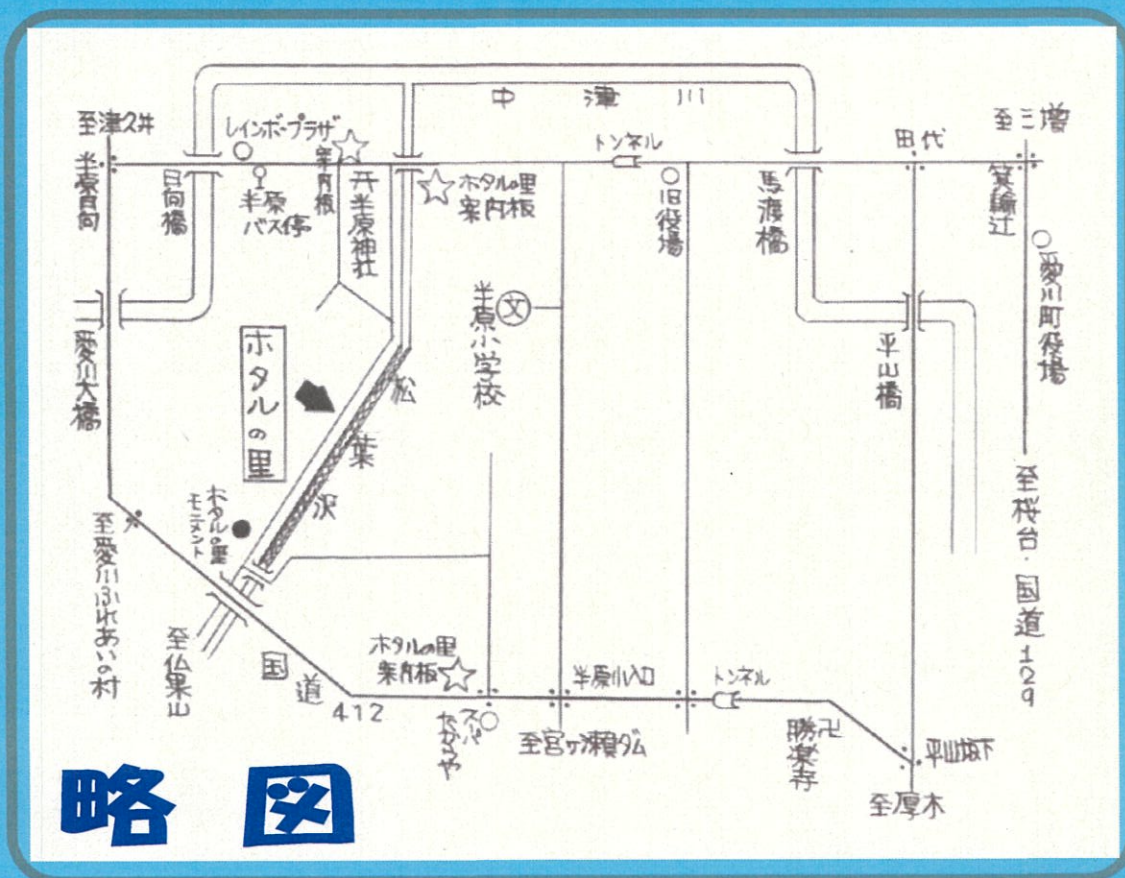 中津川
至津久井
レインボープラザ
トンネル
田代
至三増
半原日向
日向橋
半原
バス停
案内板
半原神社
ホタルの里
案内板
旧役場
馬渡橋
箕輪辻
愛川町役場
愛川大橋
ホタルの里
半原小学校
文
松葉沢
平山橋
ホタルの里
モニュメント
至愛川ふれあいの村
至仏果山
国道
412
ホタルの里
案内板
半原小入口
トンネル
至桜台・国道129
スーパー
至宮ヶ瀬ダム
勝楽寺
卍
平山坂下
至厚木
略図